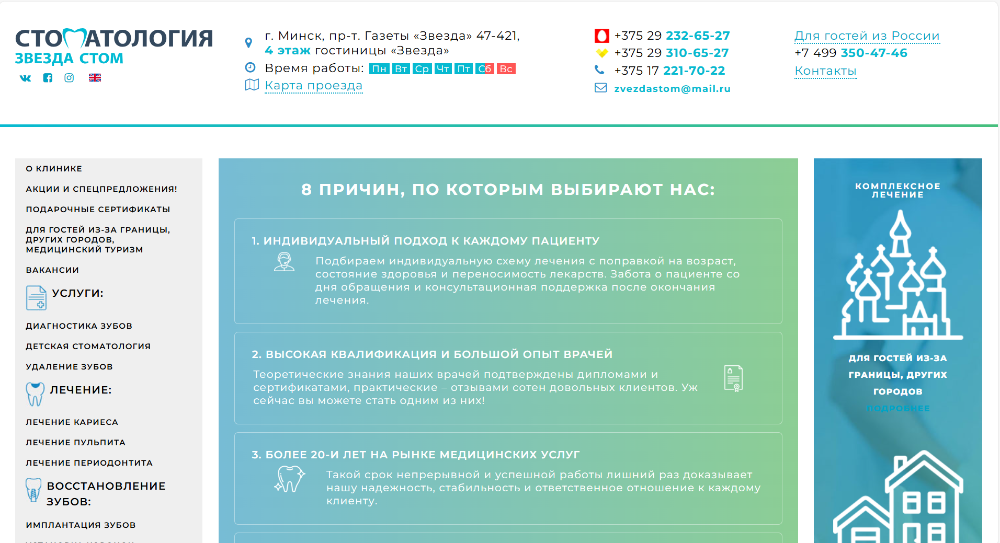 СТОМАТОЛОГИЯ
ЗВЕЗДА СТОМ
г. Минск, пр-т. Газеты «Звезда» 47-421,
4 этаж гостиницы «Звезда»
Время работы: Пн Вт Ср Чт Пт Сб Вс
Карта проезда
+375 29 232-65-27
+375 29 310-65-27
+375 17 221-70-22
zvezdastom@mail.ru
Для гостей из России
+7 499 350-47-46
Контакты
О КЛИНИКЕ
АКЦИИ И СПЕЦПРЕДЛОЖЕНИЯ!
ПОДАРОЧНЫЕ СЕРТИФИКАТЫ
ДЛЯ ГОСТЕЙ ИЗ-ЗА ГРАНИЦЫ,
ДРУГИХ ГОРОДОВ,
МЕДИЦИНСКИЙ ТУРИЗМ
ВАКАНСИИ
УСЛУГИ:
ДИАГНОСТИКА ЗУБОВ
ДЕТСКАЯ СТОМАТОЛОГИЯ
УДАЛЕНИЕ ЗУБОВ
ЛЕЧЕНИЕ:
ЛЕЧЕНИЕ КАРИЕСА
ЛЕЧЕНИЕ ПУЛЬПИТА
ЛЕЧЕНИЕ ПЕРИОДОНТИТА
ВОССТАНОВЛЕНИЕ
ЗУБОВ:
ИМПЛАНТАЦИЯ ЗУБОВ
8 ПРИЧИН, ПО КОТОРЫМ ВЫБИРАЮТ НАС:
1. ИНДИВИДУАЛЬНЫЙ ПОДХОД К КАЖДОМУ ПАЦИЕНТУ
Подбираем индивидуальную схему лечения с поправкой на возраст,
состояние здоровья и переносимость лекарств. Забота о пациенте со
дня обращения и консультационная поддержка после окончания
лечения.
2. ВЫСОКАЯ КВАЛИФИКАЦИЯ И БОЛЬШОЙ ОПЫТ ВРАЧЕЙ
Теоретические знания наших врачей подтверждены дипломами и
сертификатами, практические – отзывами сотен довольных клиентов. Уж
сейчас вы можете стать одним из них!
3. БОЛЕЕ 20-И ЛЕТ НА РЫНКЕ МЕДИЦИНСКИХ УСЛУГ
Такой срок непрерывной и успешной работы лишний раз доказывает
нашу надежность, стабильность и ответственное отношение к каждому
клиенту.
КОМПЛЕКСНОЕ
ЛЕЧЕНИЕ
ДЛЯ ГОСТЕЙ ИЗ-ЗА
ГРАНИЦЫ, ДРУГИХ
ГОРОДОВ
ПОДРОБНЕЕ